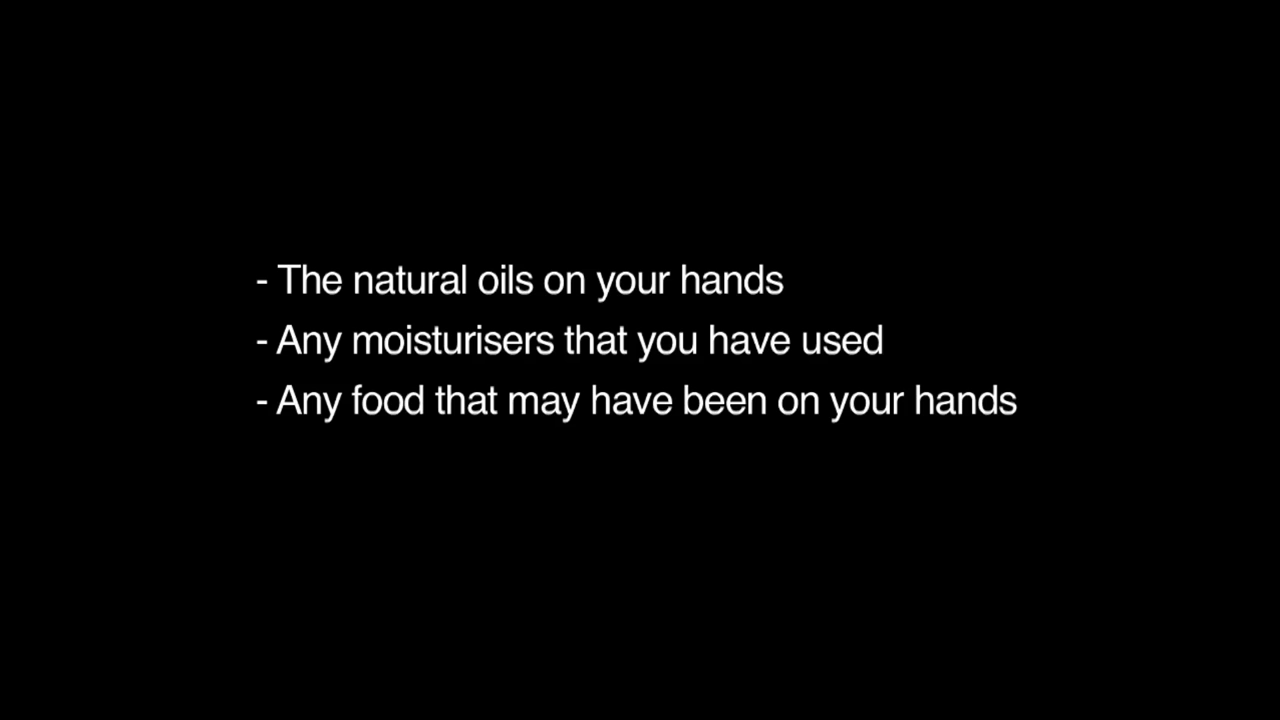 - The natural oils on your hands
- Any moisturisers that you have used
- Any food that may have been on your hands